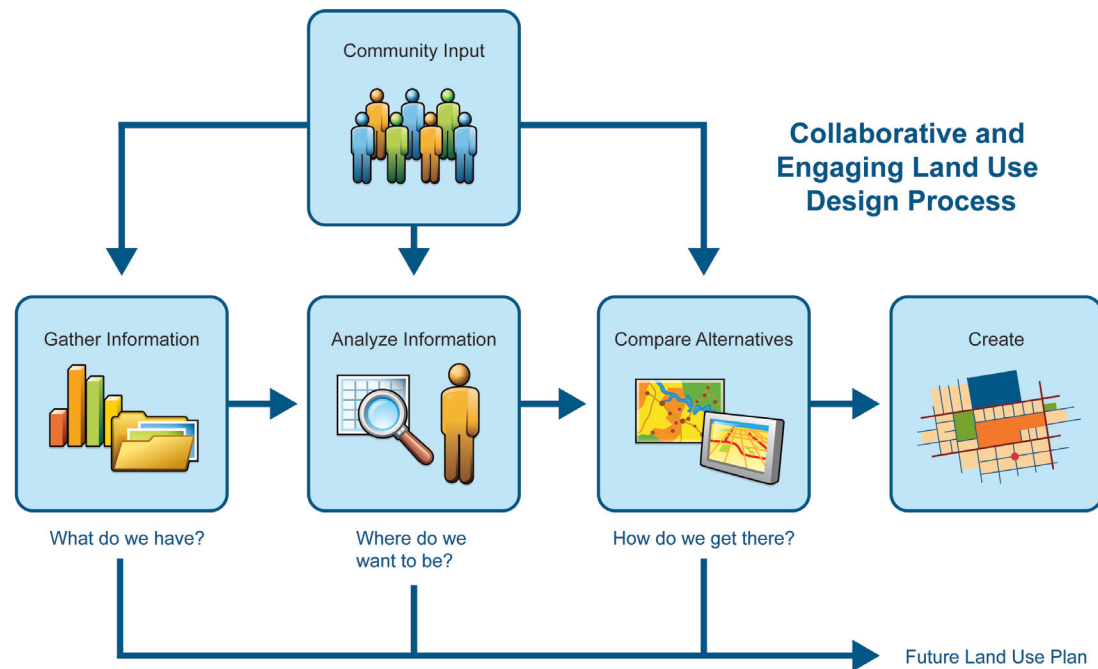 Community Input
Collaborative and
Engaging Land Use
Design Process
Gather Information
Analyze Information
Compare Alternatives
Create
What do we have?
Where do we
want to be?
How do we get there?
Future Land Use Plan